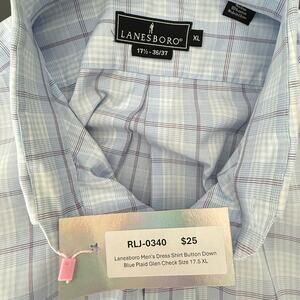 LANESBORO®
XL
17½ - 36/37
RLJ-0340 $25
Lanesboro Men's Dress Shirt Button Down
Blue Plaid Glen Check Size 17.5 XL